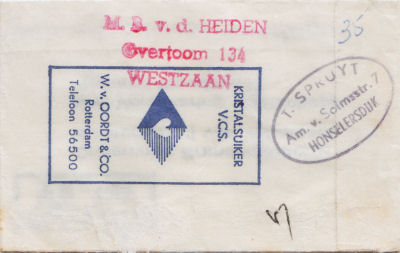 M. B. v. d. HEIDEN
Overtoom 134
WESTZAAN
35
T. SPRUYT
Am. v. Solmsstr. 7
HONSELERSDIJK
KRISTALSUIKER
V.C.S.
W. v. OORDT & CO.
Rotterdam
Telefoon 56500